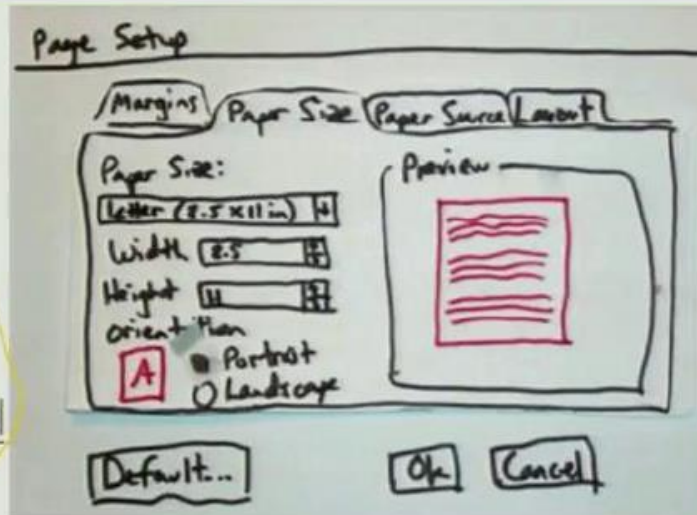 Page Setup
Margins Paper Size Paper Source Layout
Paper Size:
Preview
Letter (8.5 x 11 in)
Width 8.5
Height 11
orientation
A
Portrait
Landscape
Default... Ok Cancel